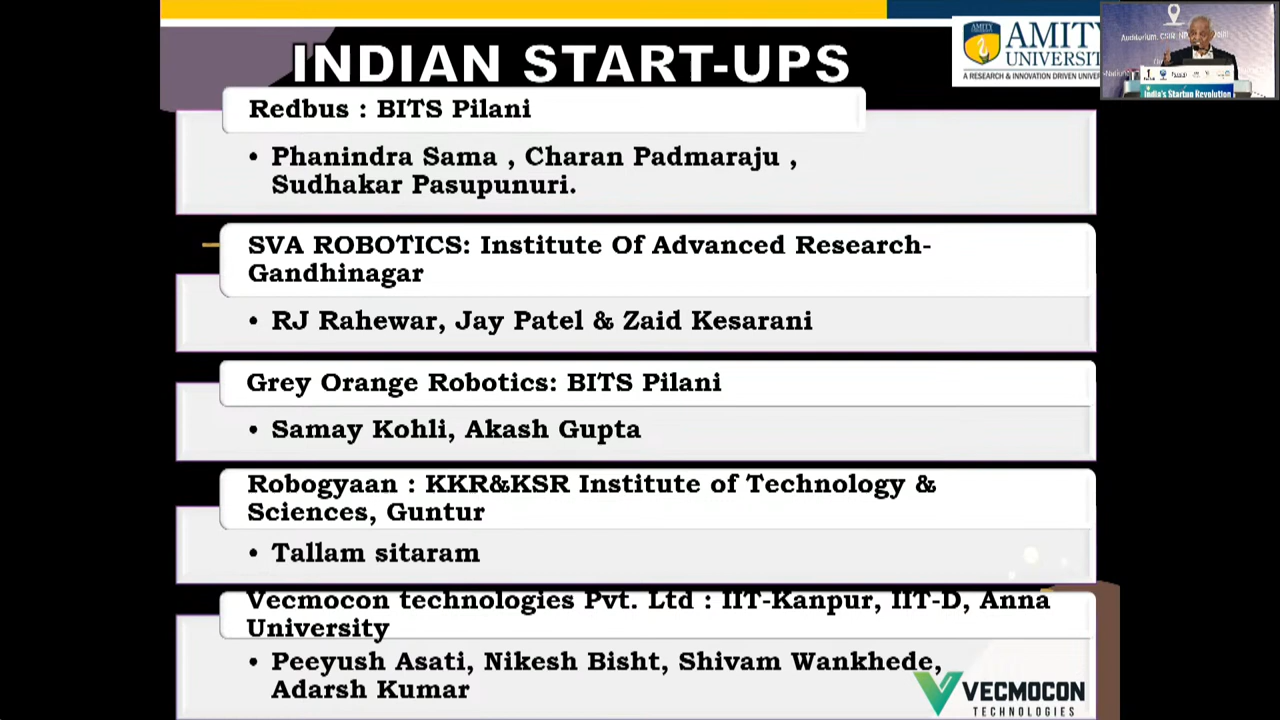 INDIAN START-UPS
AMITY
UNIVERSITY
A RESEARCH & INNOVATION DRIVEN UNIVERS
Redbus : BITS Pilani
• Phanindra Sama , Charan Padmaraju ,
Sudhakar Pasupunuri.
SVA ROBOTICS: Institute Of Advanced Research-
Gandhinagar
• RJ Rahewar, Jay Patel & Zaid Kesarani
Grey Orange Robotics: BITS Pilani
• Samay Kohli, Akash Gupta
Robogyaan : KKR&KSR Institute of Technology &
Sciences, Guntur
• Tallam sitaram
Vecmocon technologies Pvt. Ltd : IIT-Kanpur, IIT-D, Anna
University
• Peeyush Asati, Nikesh Bisht, Shivam Wankhede,
Adarsh Kumar
VECMOCON
TECHNOLOGIES
Auditorium, CSIR
India's Startup Revolution